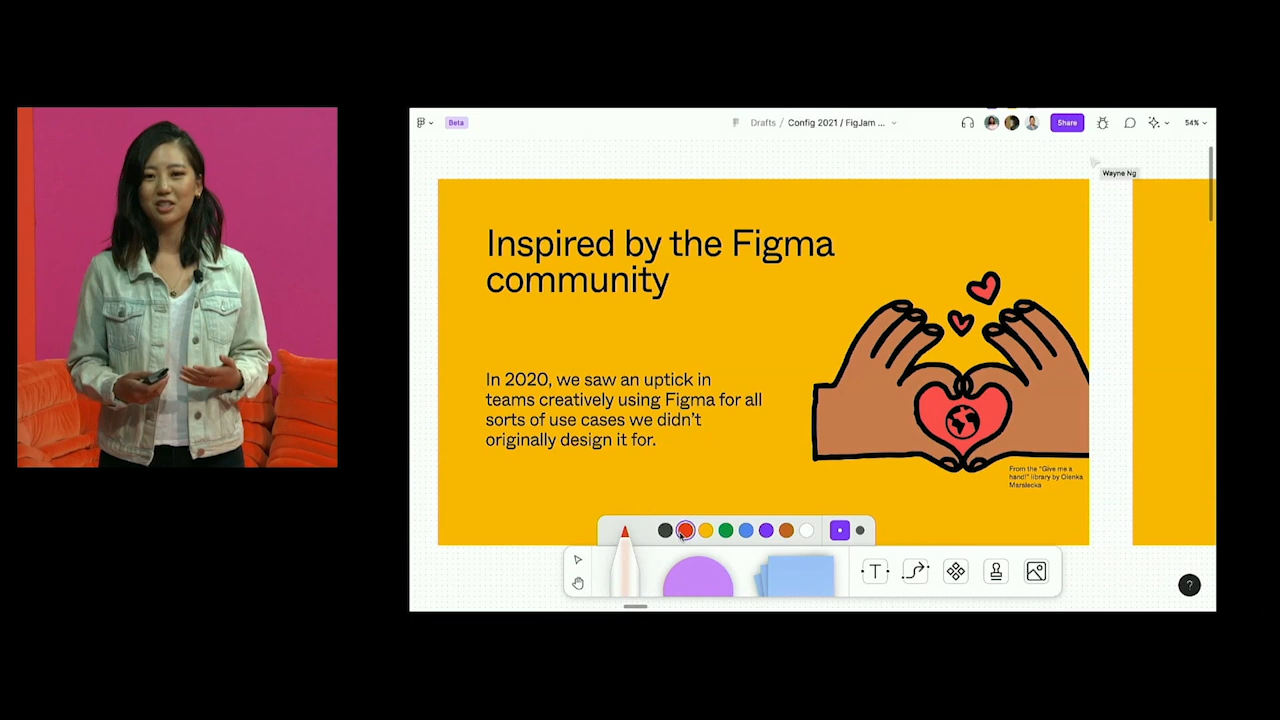 Beta
Drafts / Config 2021 / FigJam ...
Share
54%
Wayne Ng
Inspired by the Figma
community
In 2020, we saw an uptick in
teams creatively using Figma for all
sorts of use cases we didn't
originally design it for.
From the "Give me a
hand!" library by Olenka
Marslecka
T
?